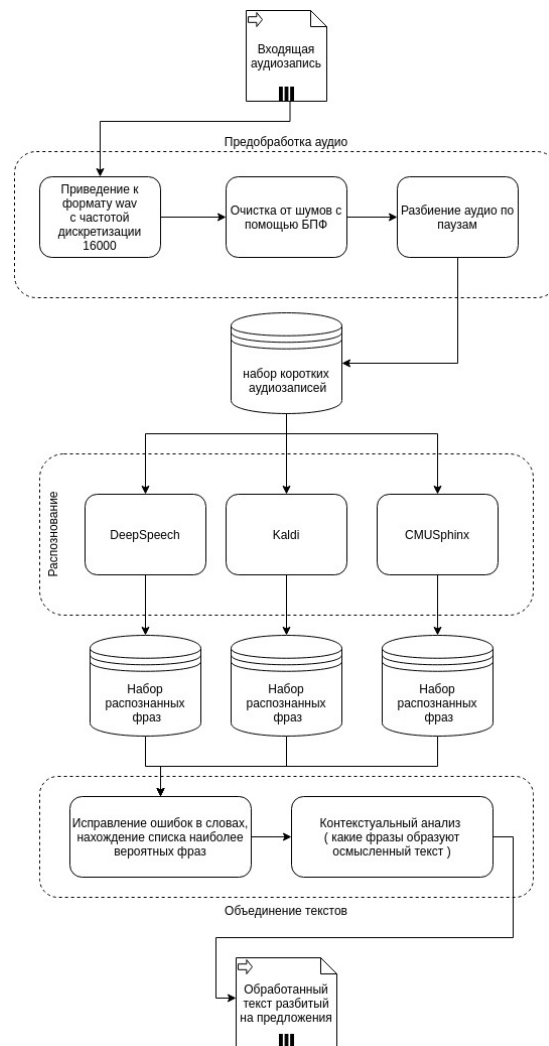 Входящая
аудиозапись
Предобработка аудио
Приведение к
формату wav
с частотой
дискретизации
16000
Очистка от шумов с
помощью БПФ
Разбиение аудио по
паузам
набор коротких
аудиозаписей
Распознование
DeepSpeech
Kaldi
CMUSphinx
Набор
распознанных
фраз
Набор
распознанных
фраз
Набор
распознанных
фраз
Исправление ошибок в словах,
нахождение списка наиболее
вероятных фраз
Контекстуальный анализ
( какие фразы образуют
осмысленный текст )
Объединение текстов
Обработанный
текст разбитый
на предложения